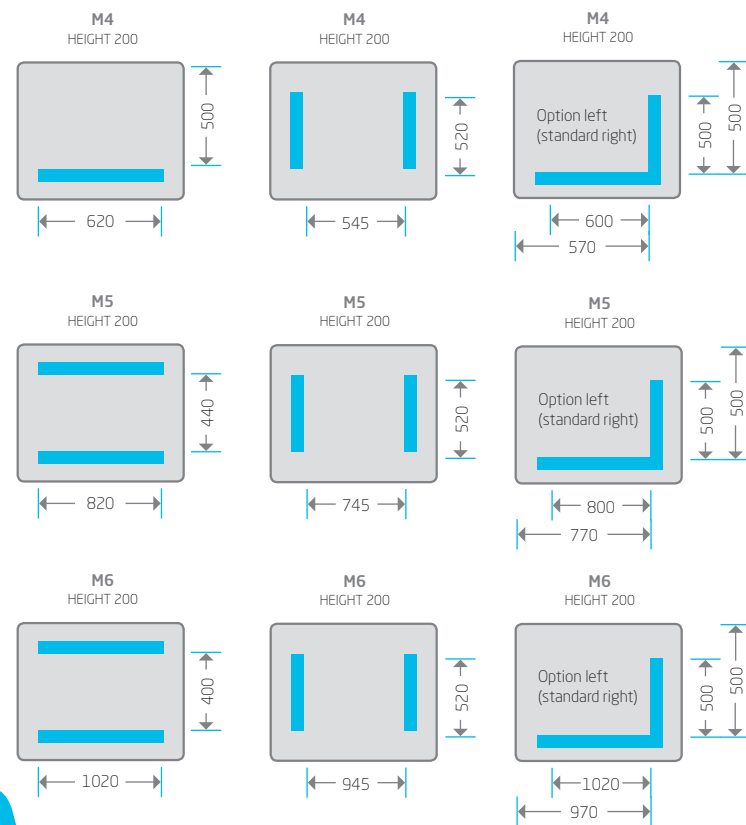 M4
HEIGHT 200
500
620
M4
HEIGHT 200
520
545
M4
HEIGHT 200
Option left
(standard right)
500
500
600
570
M5
HEIGHT 200
440
820
M5
HEIGHT 200
520
745
M5
HEIGHT 200
Option left
(standard right)
500
500
800
770
M6
HEIGHT 200
400
1020
M6
HEIGHT 200
520
945
M6
HEIGHT 200
Option left
(standard right)
500
500
1020
970